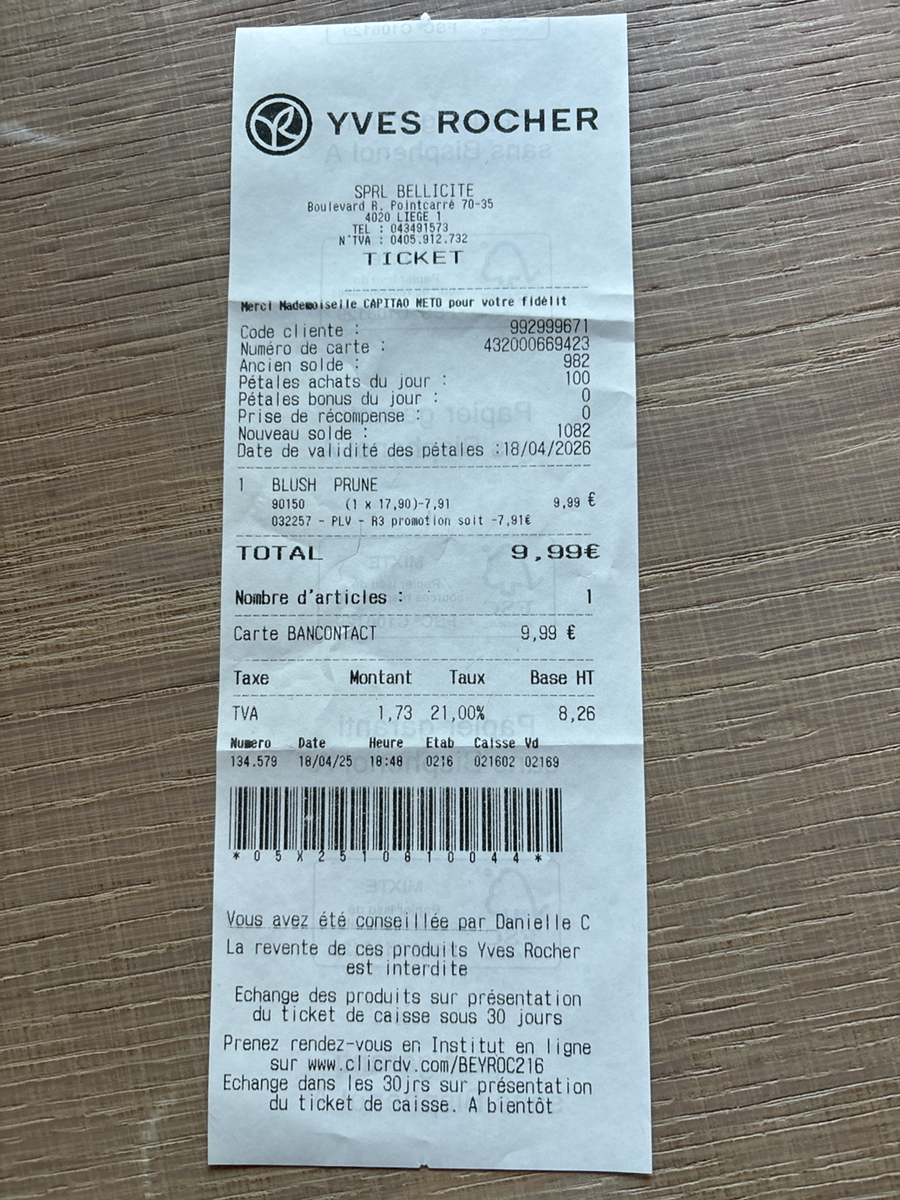 YVES ROCHER
SPRL BELLICITE
Boulevard R. Pointcarré 70-35
4020 LIEGE 1
TEL : 043491573
N°TVA : 0405.912.732
TICKET
Merci Mademoiselle CAPITAO NETO pour votre fidélit
Code cliente : 992999671
Numéro de carte : 432000669423
Ancien solde : 982
Pétales achats du jour : 100
Pétales bonus du jour : 0
Prise de récompense : 0
Nouveau solde : 1082
Date de validité des pétales :18/04/2026
1 BLUSH PRUNE
90150 (1 x 17,90)-7,91 9,99 €
032257 - PLV - R3 promotion soit -7,91€
TOTAL 9,99€
Nombre d'articles : 1
Carte BANCONTACT 9,99 €
Taxe Montant Taux Base HT
TVA 1,73 21,00% 8,26
Numero Date Heure Etab Caisse Vd
134.579 18/04/25 18:48 0216 021602 02169
*05X2510810044*
Vous avez été conseillée par Danielle C
La revente de ces produits Yves Rocher
est interdite
Echange des produits sur présentation
du ticket de caisse sous 30 jours
Prenez rendez-vous en Institut en ligne
sur www.clicrdv.com/BEYROC216
Echange dans les 30jrs sur présentation
du ticket de caisse. A bientôt